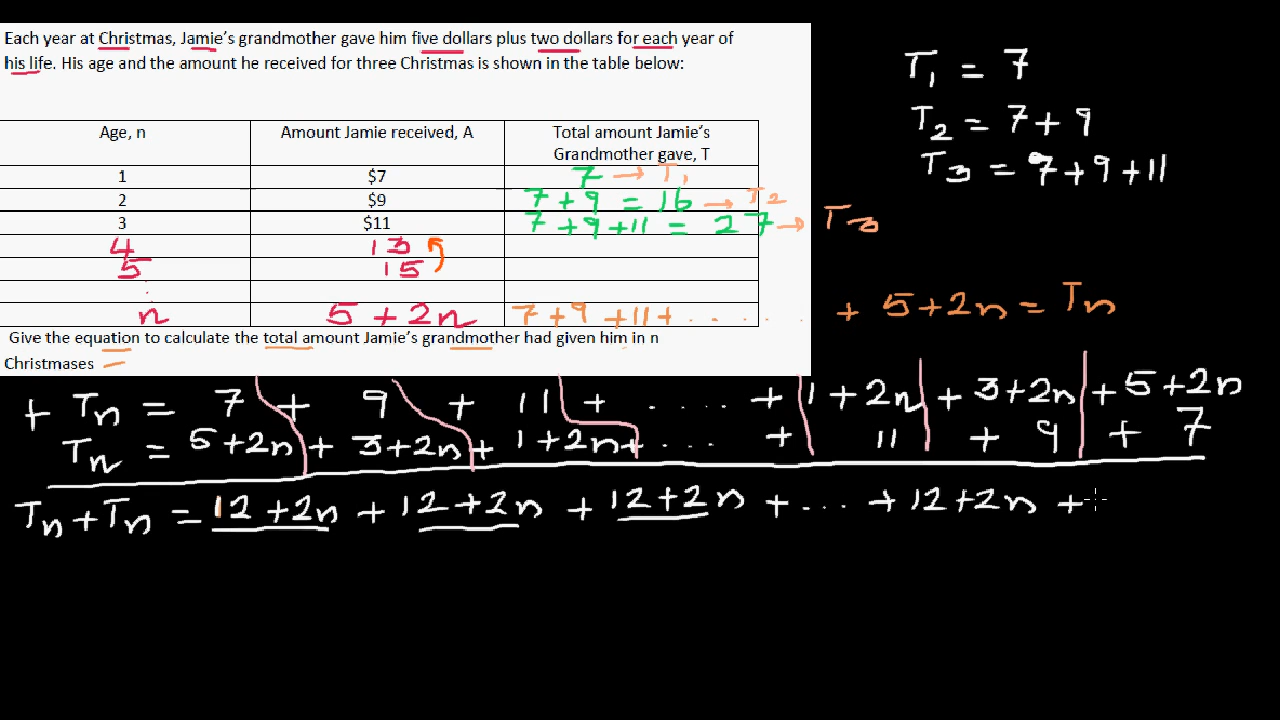 Each year at Christmas, Jamie's grandmother gave him five dollars plus two dollars for each year of
his life. His age and the amount he received for three Christmas is shown in the table below:
T1 = 7
T2 = 7 + 9
T3 = 7 + 9 + 11
Age, n Amount Jamie received, A Total amount Jamie's Grandmother gave, T
1 $7 7 → T1
2 $9 7 + 9 = 16 → T2
3 $11 7 + 9 + 11 = 27 → T3
4 13
5 15
n 5 + 2n 7 + 9 + 11 + ...... + 5 + 2n = Tn
Give the equation to calculate the total amount Jamie's grandmother had given him in n
Christmases
+ Tn = 7 + 9 + 11 + ..... + 1 + 2n + 3 + 2n + 5 + 2n
Tn = 5 + 2n + 3 + 2n + 1 + 2n + .... + 11 + 9 + 7
Tn + Tn = 12 + 2n + 12 + 2n + 12 + 2n + ... + 12 + 2n +